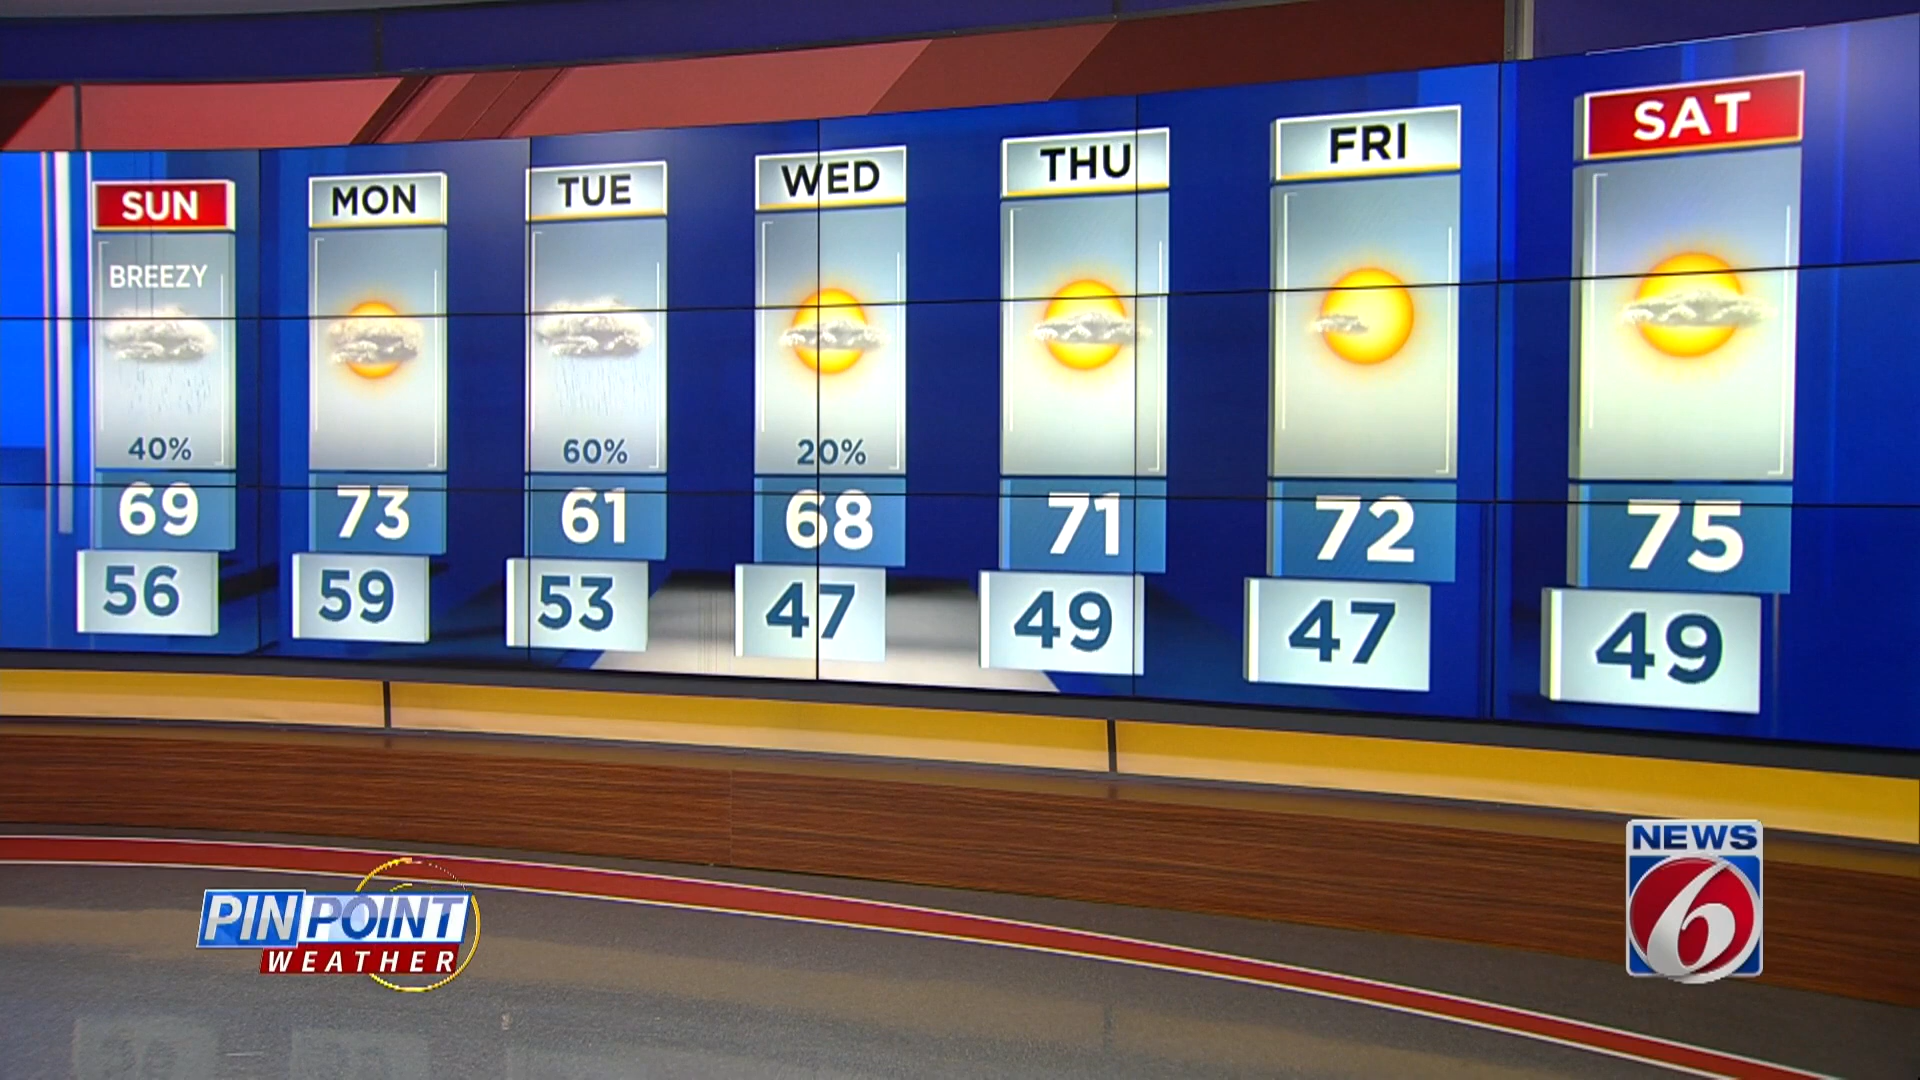 SUN
MON
TUE
WED
THU
FRI
SAT
BREEZY
40%
60%
20%
69
73
61
68
71
72
75
56
59
53
47
49
47
49
PINPOINT
WEATHER
NEWS
6